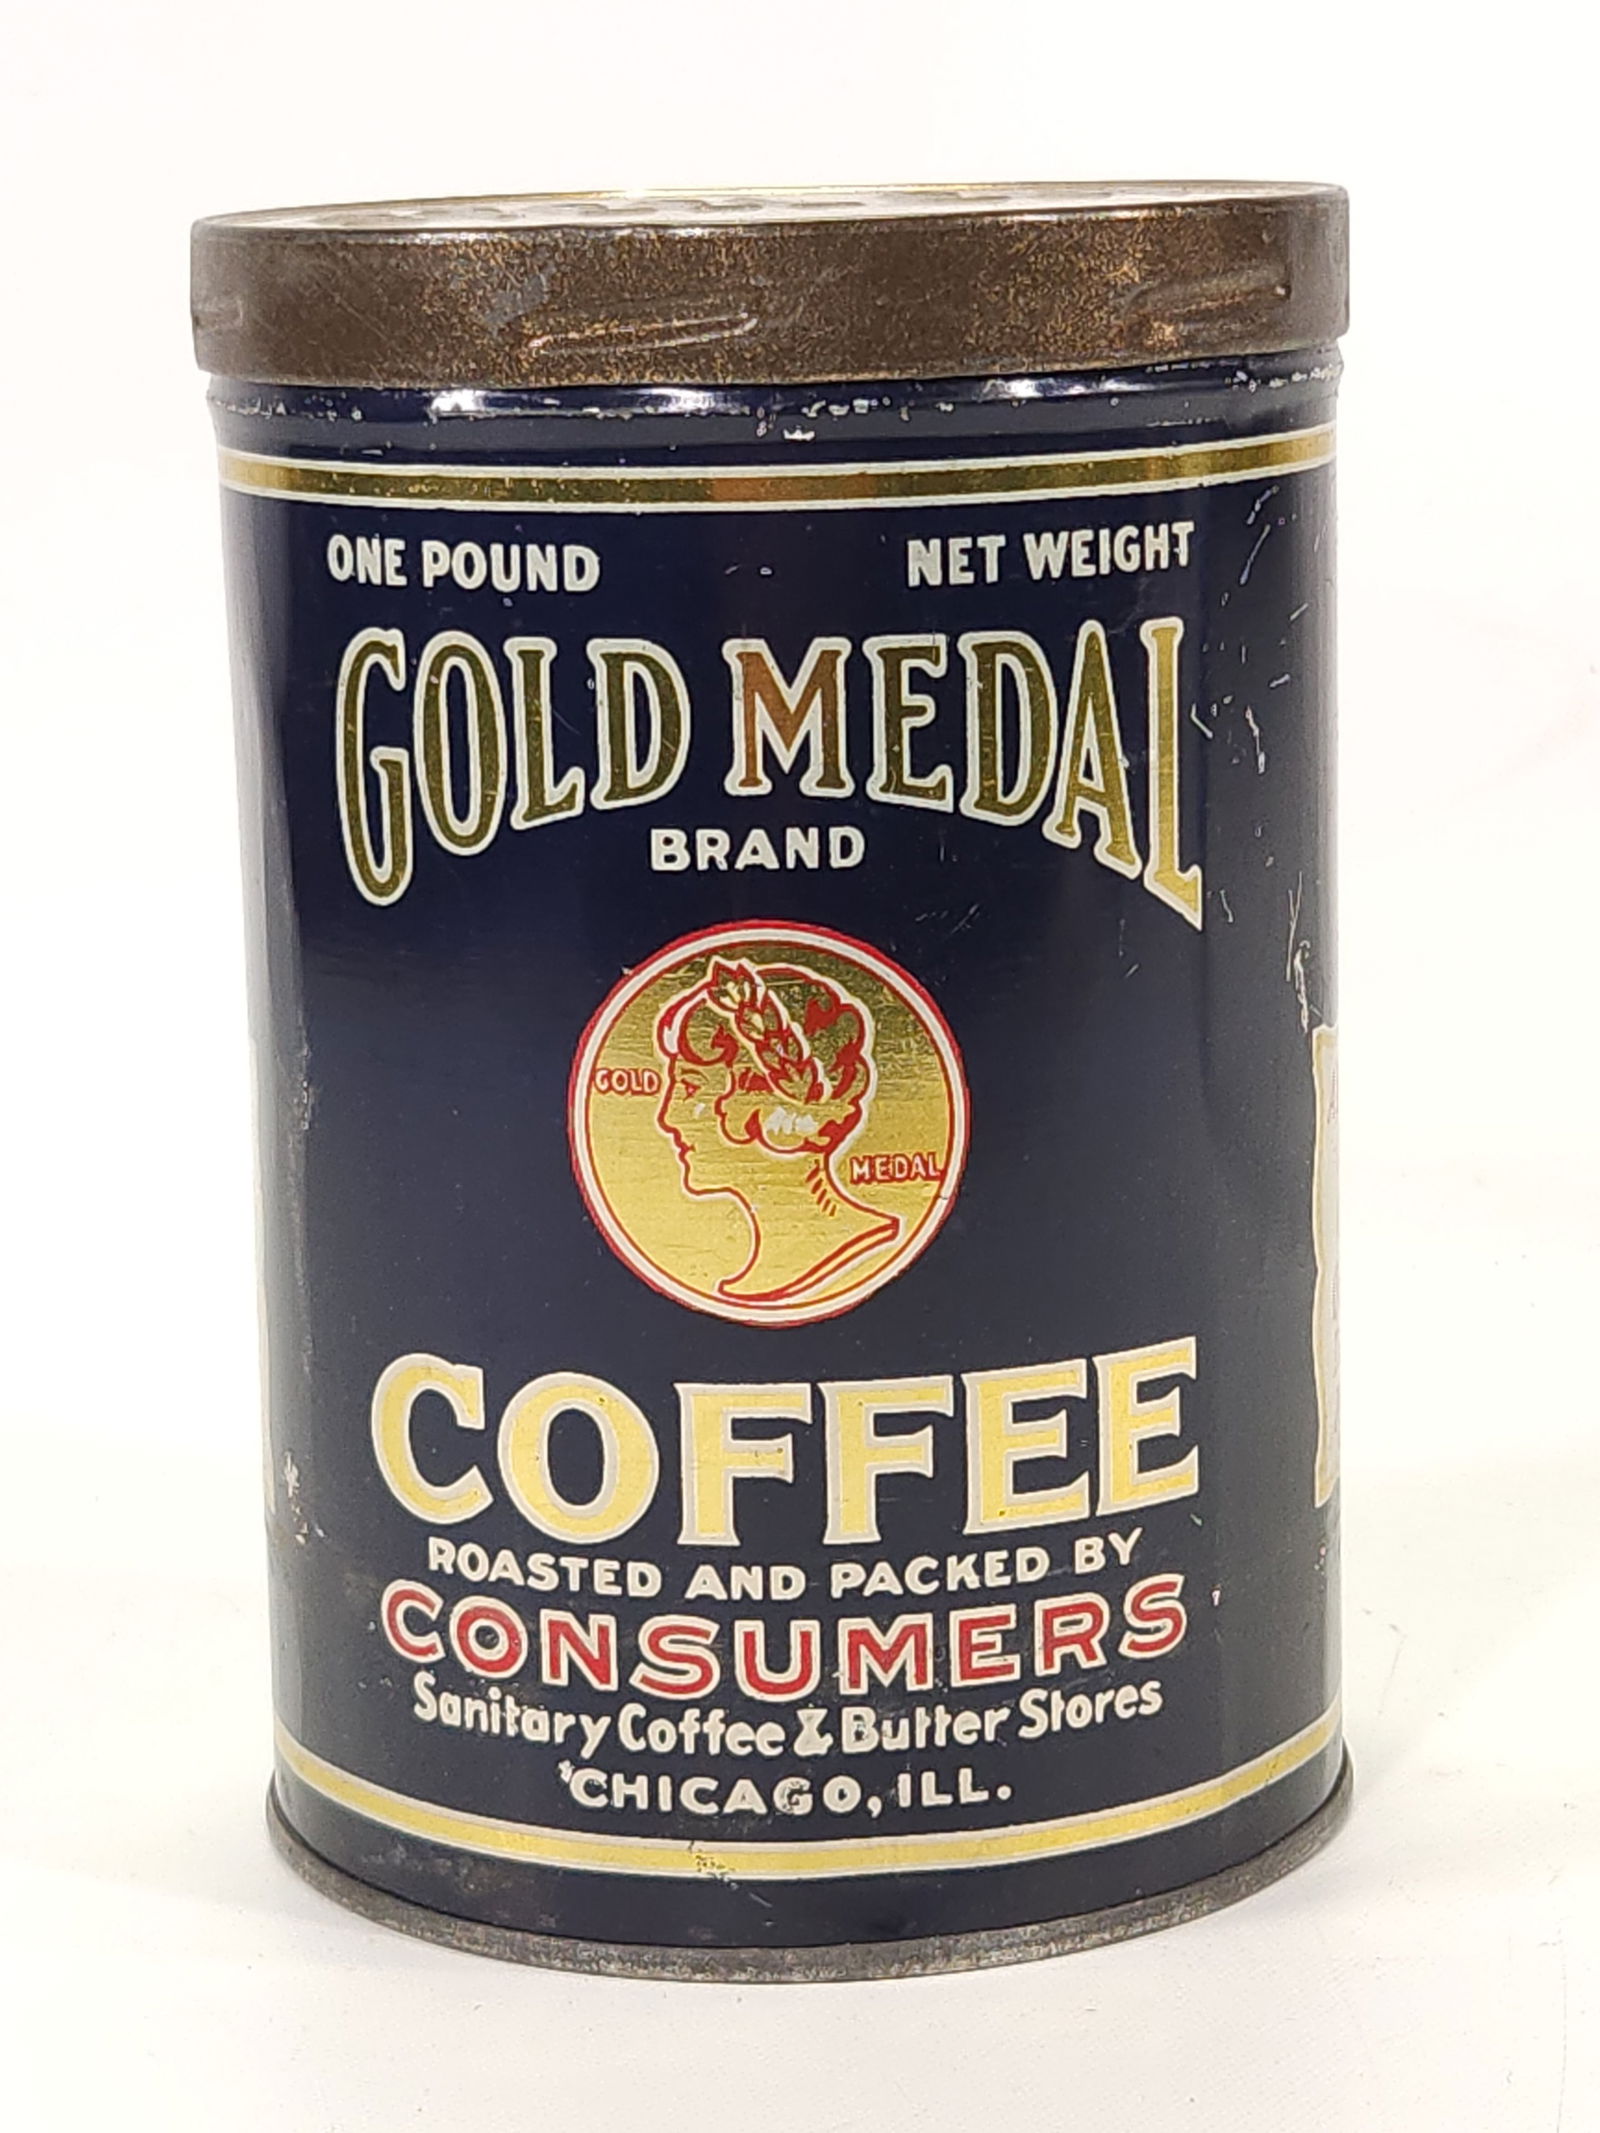 ONE POUND NET WEIGHT
GOLD MEDAL
BRAND
GOLD
MEDAL
COFFEE
ROASTED AND PACKED BY
CONSUMERS
Sanitary Coffee & Butter Stores
CHICAGO, ILL.